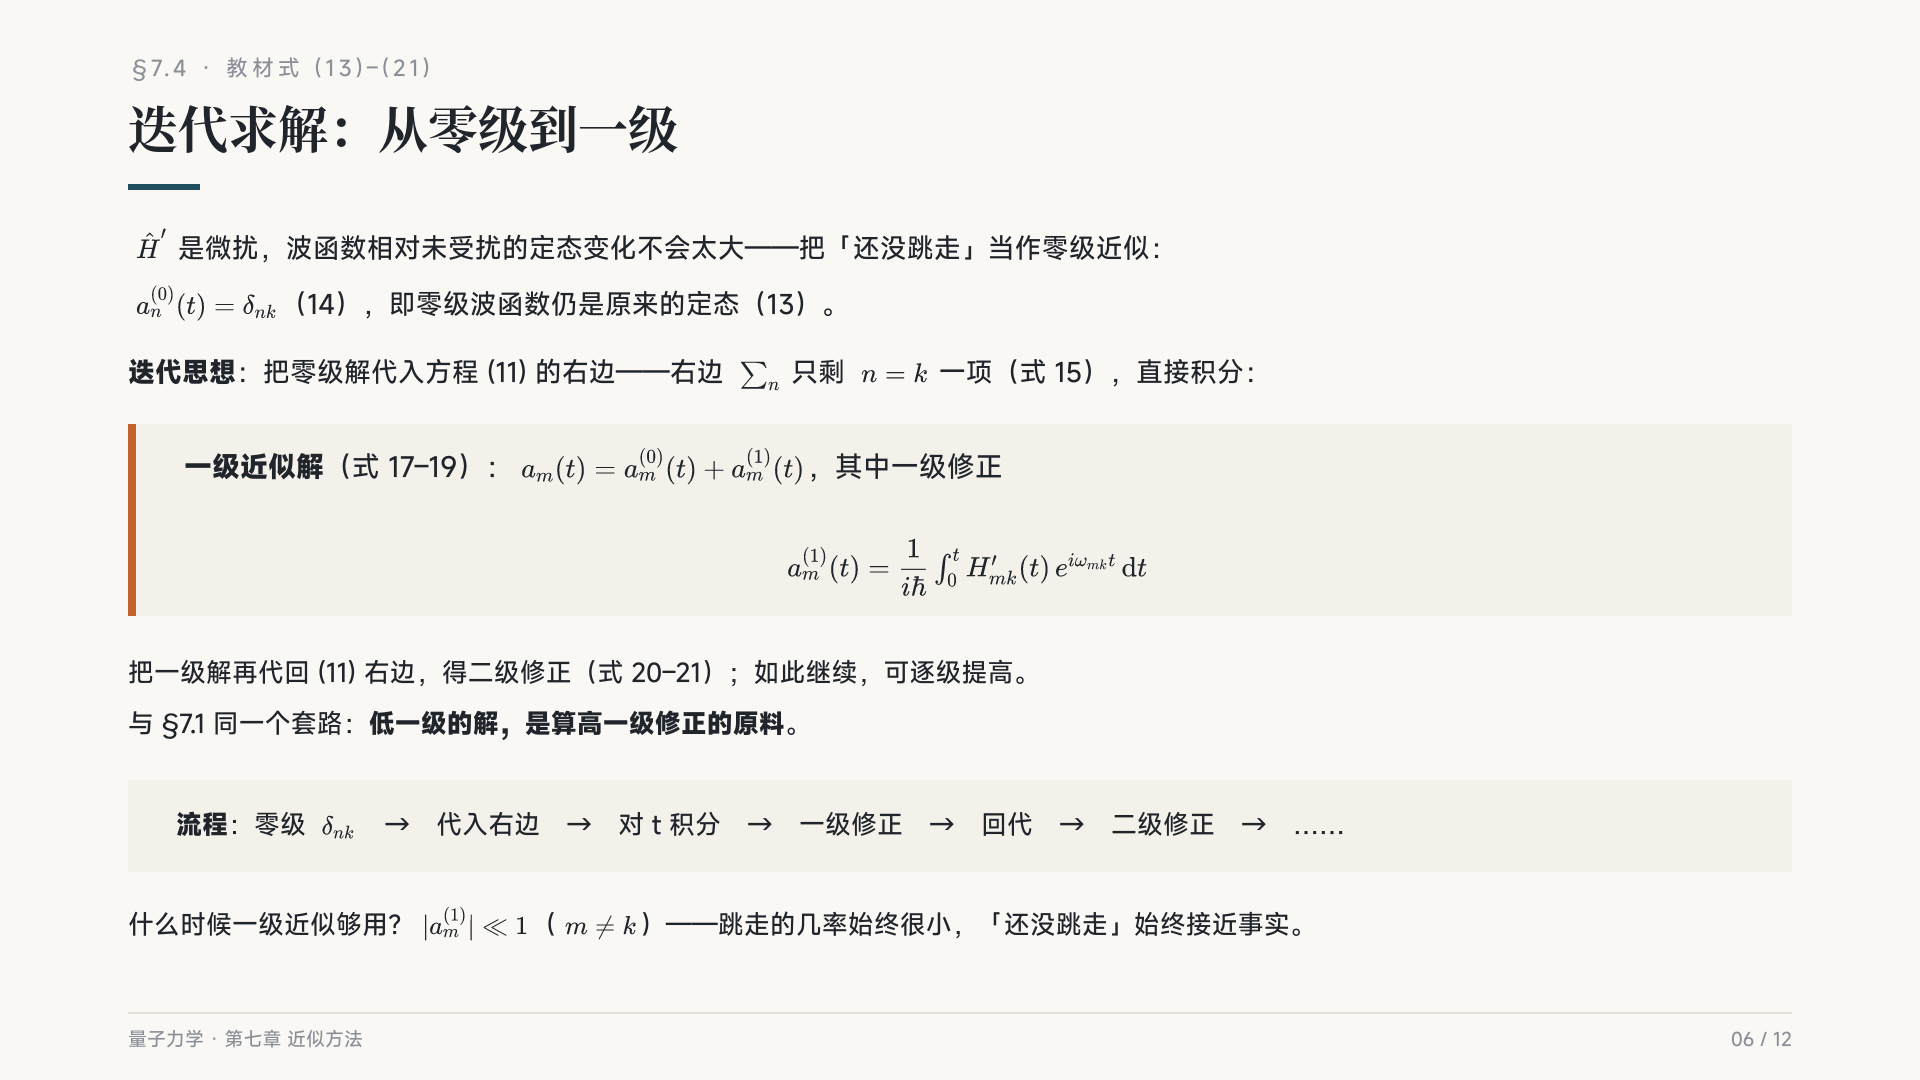 §7.4 · 教材式 (13)–(21)
迭代求解：从零级到一级
$\hat{H}'$ 是微扰，波函数相对未受扰的定态变化不会太大——把「还没跳走」当作零级近似：
$a_n^{(0)}(t) = \delta_{nk}$（14），即零级波函数仍是原来的定态（13）。
迭代思想：把零级解代入方程 (11) 的右边——右边 $\sum_n$ 只剩 $n = k$ 一项（式 15），直接积分：
一级近似解（式 17–19）：$a_m(t) = a_m^{(0)}(t) + a_m^{(1)}(t)$，其中一级修正
$a_m^{(1)}(t) = \frac{1}{i\hbar} \int_0^t H'_{mk}(t)\, e^{i\omega_{mk}t}\, \mathrm{d}t$
把一级解再代回 (11) 右边，得二级修正（式 20–21）；如此继续，可逐级提高。
与 §7.1 同一个套路：低一级的解，是算高一级修正的原料。
流程：零级 $\delta_{nk}$ → 代入右边 → 对 t 积分 → 一级修正 → 回代 → 二级修正 → ……
什么时候一级近似够用？$|a_m^{(1)}| \ll 1$（$m \neq k$）——跳走的几率始终很小，「还没跳走」始终接近事实。
量子力学 · 第七章 近似方法
06 / 12